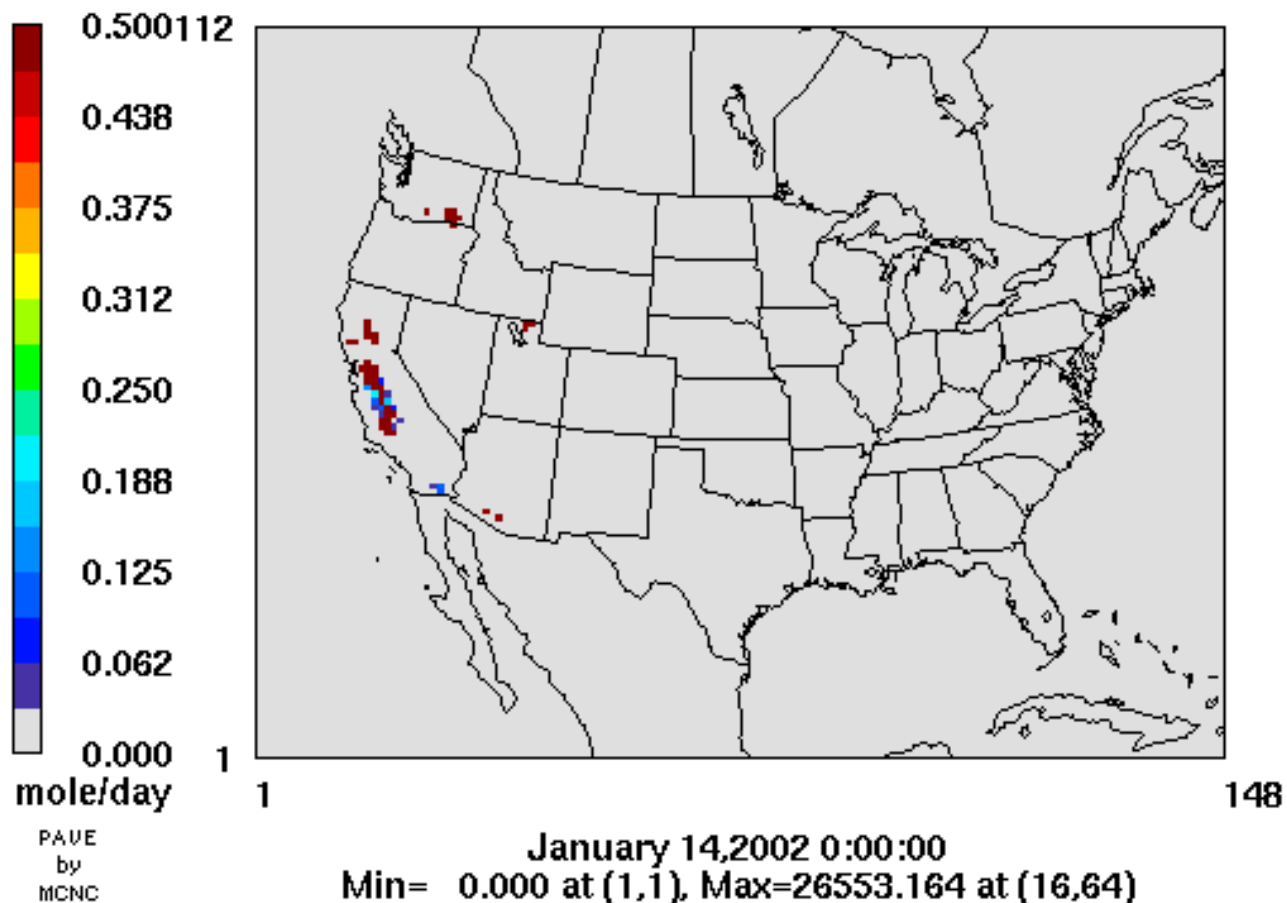 0.500
0.438
0.375
0.312
0.250
0.188
0.125
0.062
0.000
mole/day
PAVE
by
MCNC
112
1
1
148
January 14,2002 0:00:00
Min= 0.000 at (1,1), Max=26553.164 at (16,64)